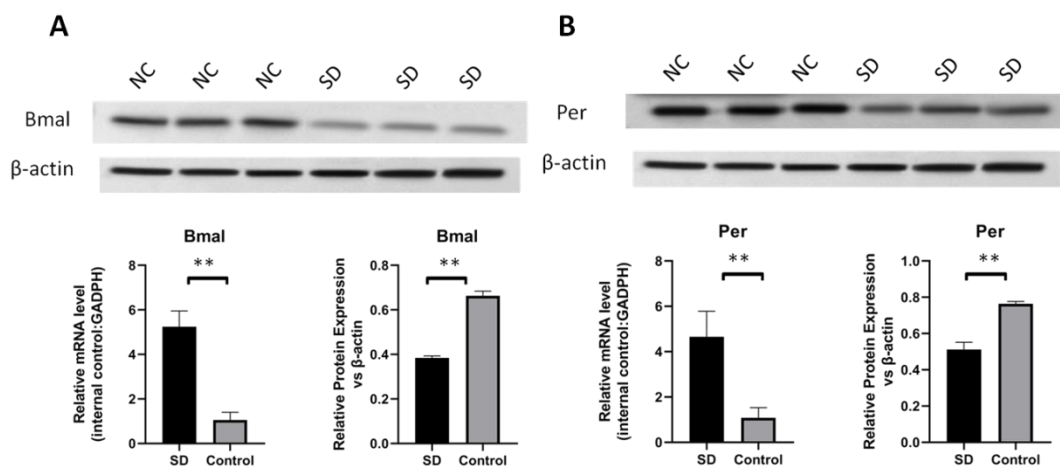 A
NC NC NC SD SD SD
Bmal
β-actin
Bmal
**
Relative mRNA level
(internal control:GADPH)
8
6
4
2
0
SD Control
Bmal
**
Relative Protein Expression
vs β-actin
0.8
0.6
0.4
0.2
0.0
SD Control
B
NC NC NC SD SD SD
Per
β-actin
Per
**
Relative mRNA level
(internal control:GADPH)
8
6
4
2
0
SD Control
Per
**
Relative Protein Expression
vs β-actin
1.0
0.8
0.6
0.4
0.2
0.0
SD Control